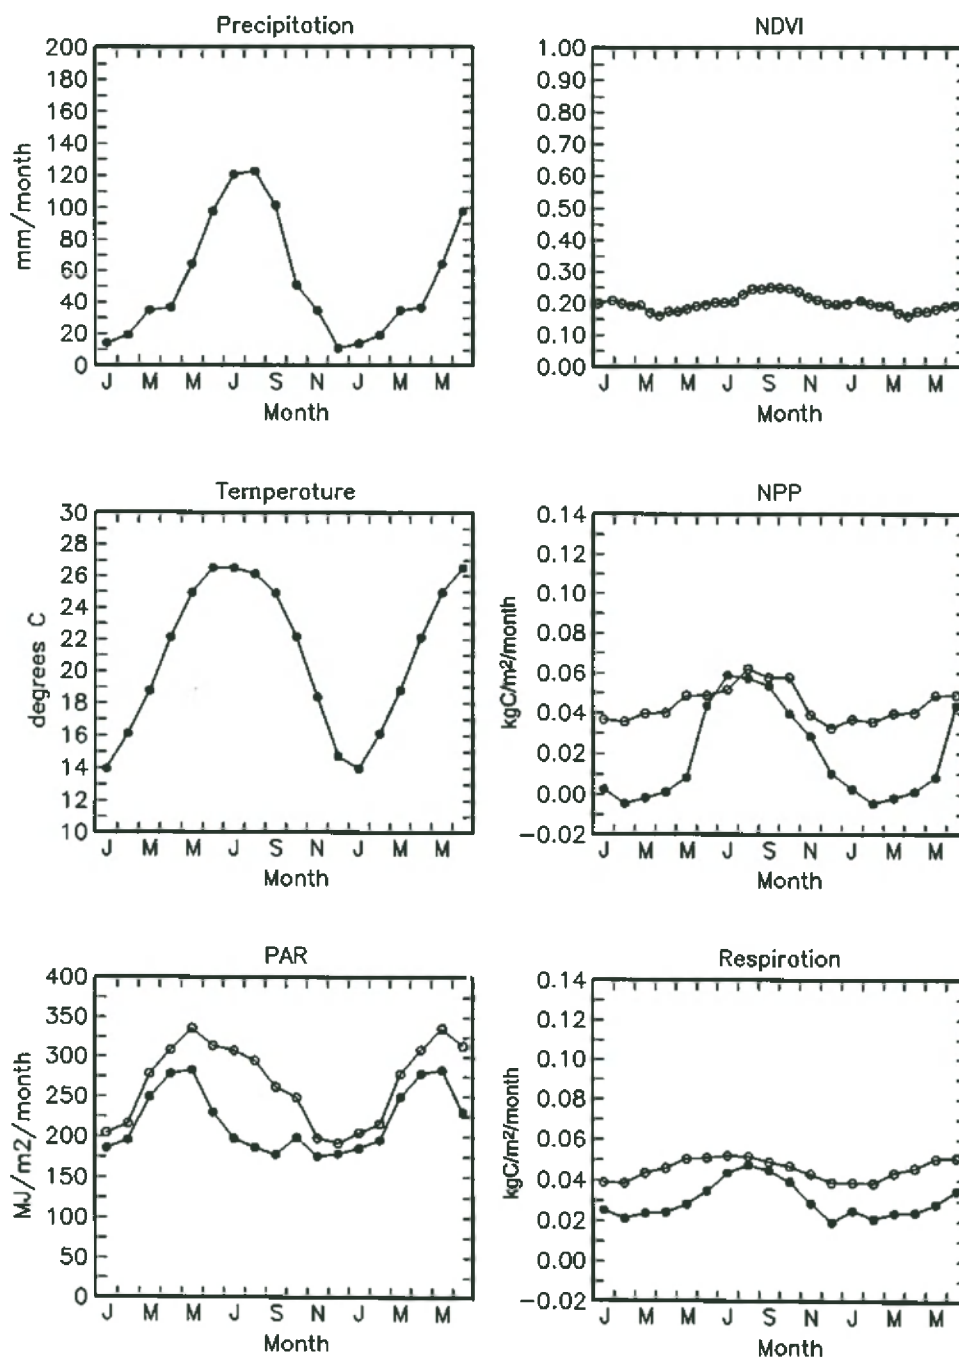 Precipitation
200
180
160
140
120
100
80
60
40
20
0
mm/month
J M M J S N J M M
Month
NDVI
1.00
0.90
0.80
0.70
0.60
0.50
0.40
0.30
0.20
0.10
0.00
J M M J S N J M M
Month
Temperature
30
28
26
24
22
20
18
16
14
12
10
degrees C
J M M J S N J M M
Month
NPP
0.14
0.12
0.10
0.08
0.06
0.04
0.02
0.00
-0.02
kgC/m²/month
J M M J S N J M M
Month
PAR
400
350
300
250
200
150
100
50
0
MJ/m2/month
J M M J S N J M M
Month
Respiration
0.14
0.12
0.10
0.08
0.06
0.04
0.02
0.00
-0.02
kgC/m²/month
J M M J S N J M M
Month